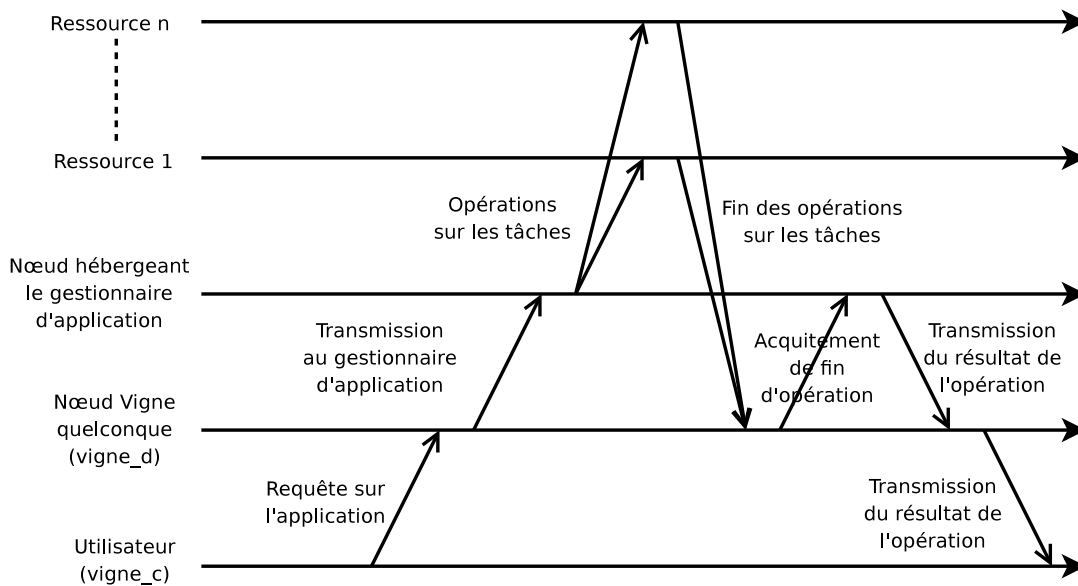 Ressource n
Ressource 1
Opérations
sur les tâches
Fin des opérations
sur les tâches
Nœud hébergeant
le gestionnaire
d'application
Transmission
au gestionnaire
d'application
Acquitement
de fin
d'opération
Transmission
du résultat de
l'opération
Nœud Vigne
quelconque
(vigne_d)
Requête sur
l'application
Transmission
du résultat de
l'opération
Utilisateur
(vigne_c)